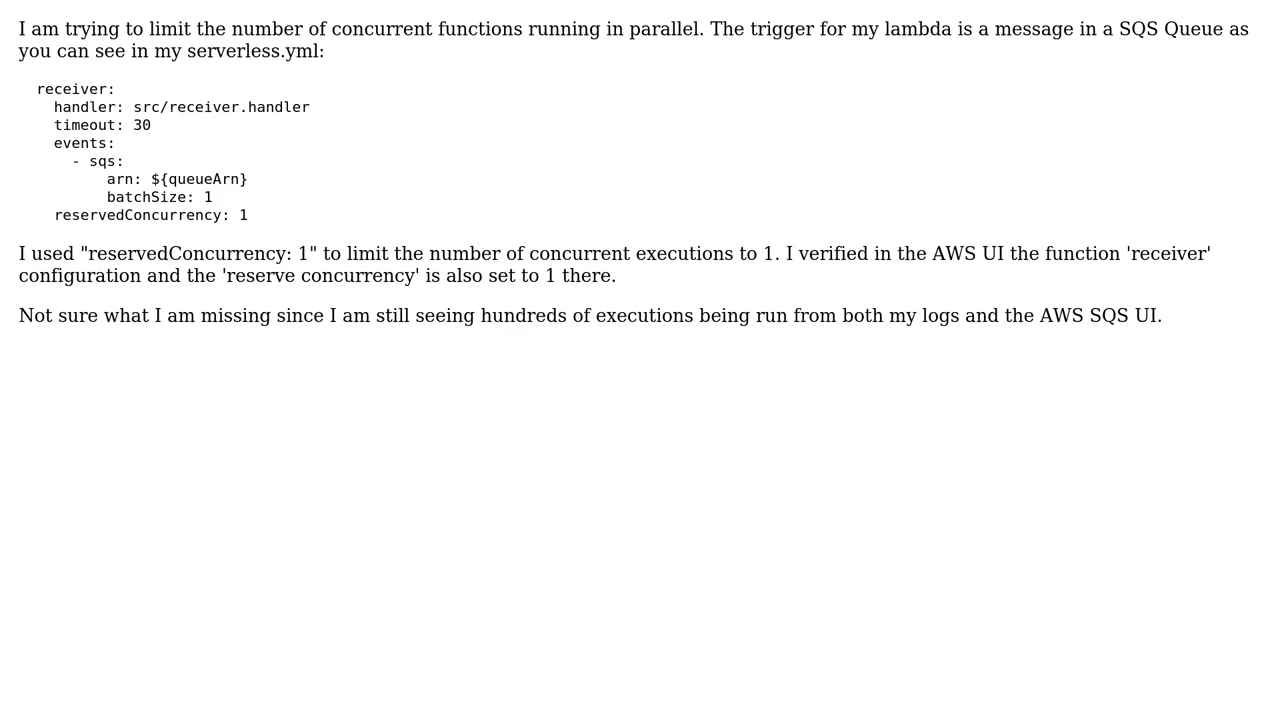 I am trying to limit the number of concurrent functions running in parallel. The trigger for my lambda is a message in a SQS Queue as
you can see in my serverless.yml:
receiver:
  handler: src/receiver.handler
  timeout: 30
  events:
    - sqs:
        arn: ${queueArn}
        batchSize: 1
  reservedConcurrency: 1
I used "reservedConcurrency: 1" to limit the number of concurrent executions to 1. I verified in the AWS UI the function 'receiver'
configuration and the 'reserve concurrency' is also set to 1 there.
Not sure what I am missing since I am still seeing hundreds of executions being run from both my logs and the AWS SQS UI.